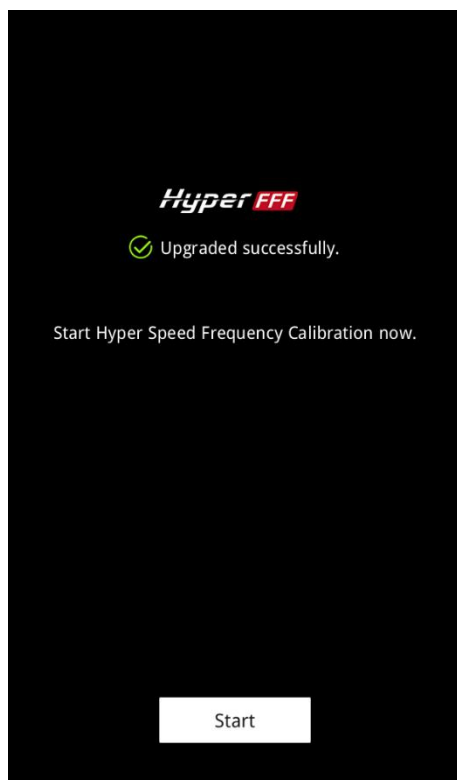 Hyper FFF
Upgraded successfully.
Start Hyper Speed Frequency Calibration now.
Start